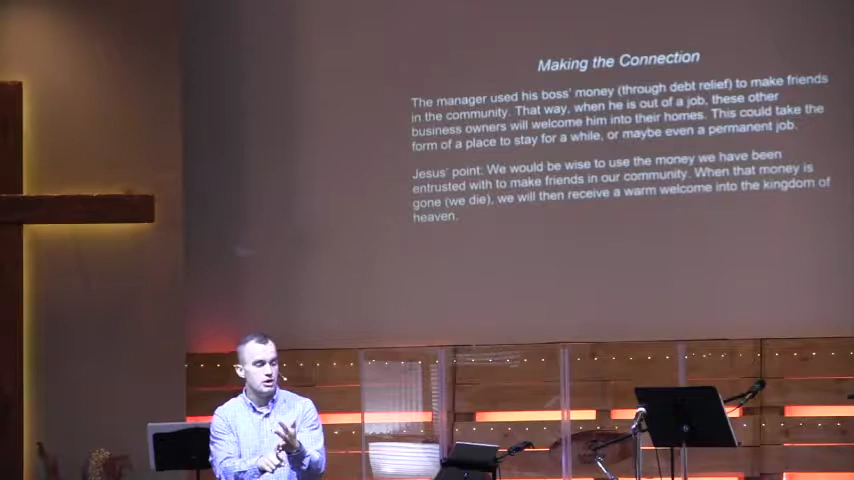 Making the Connection
The manager used his boss' money (through debt relief) to make friends
in the community. That way, when he is out of a job, these other
business owners will welcome him into their homes. This could take the
form of a place to stay for a while, or maybe even a permanent job.
Jesus' point: We would be wise to use the money we have been
entrusted with to make friends in our community. When that money is
gone (we die), we will then receive a warm welcome into the kingdom of
heaven.